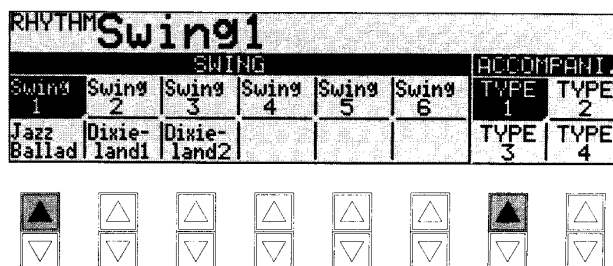 RHYTHM Swing1
SWING ACCOMPANI.
Swing 1 Swing 2 Swing 3 Swing 4 Swing 5 Swing 6 TYPE 1 TYPE 2
Jazz Ballad Dixie-land1 Dixie-land2 TYPE 3 TYPE 4